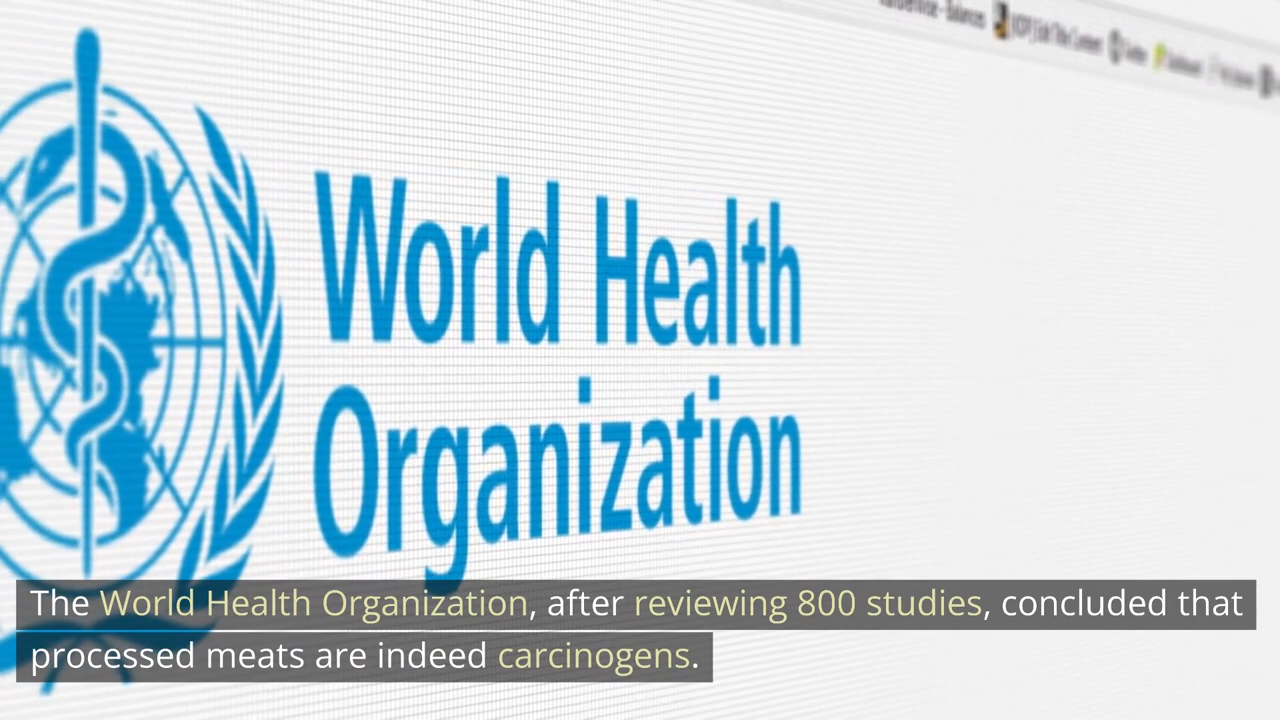 World Health
Organization
The World Health Organization, after reviewing 800 studies, concluded that
processed meats are indeed carcinogens.